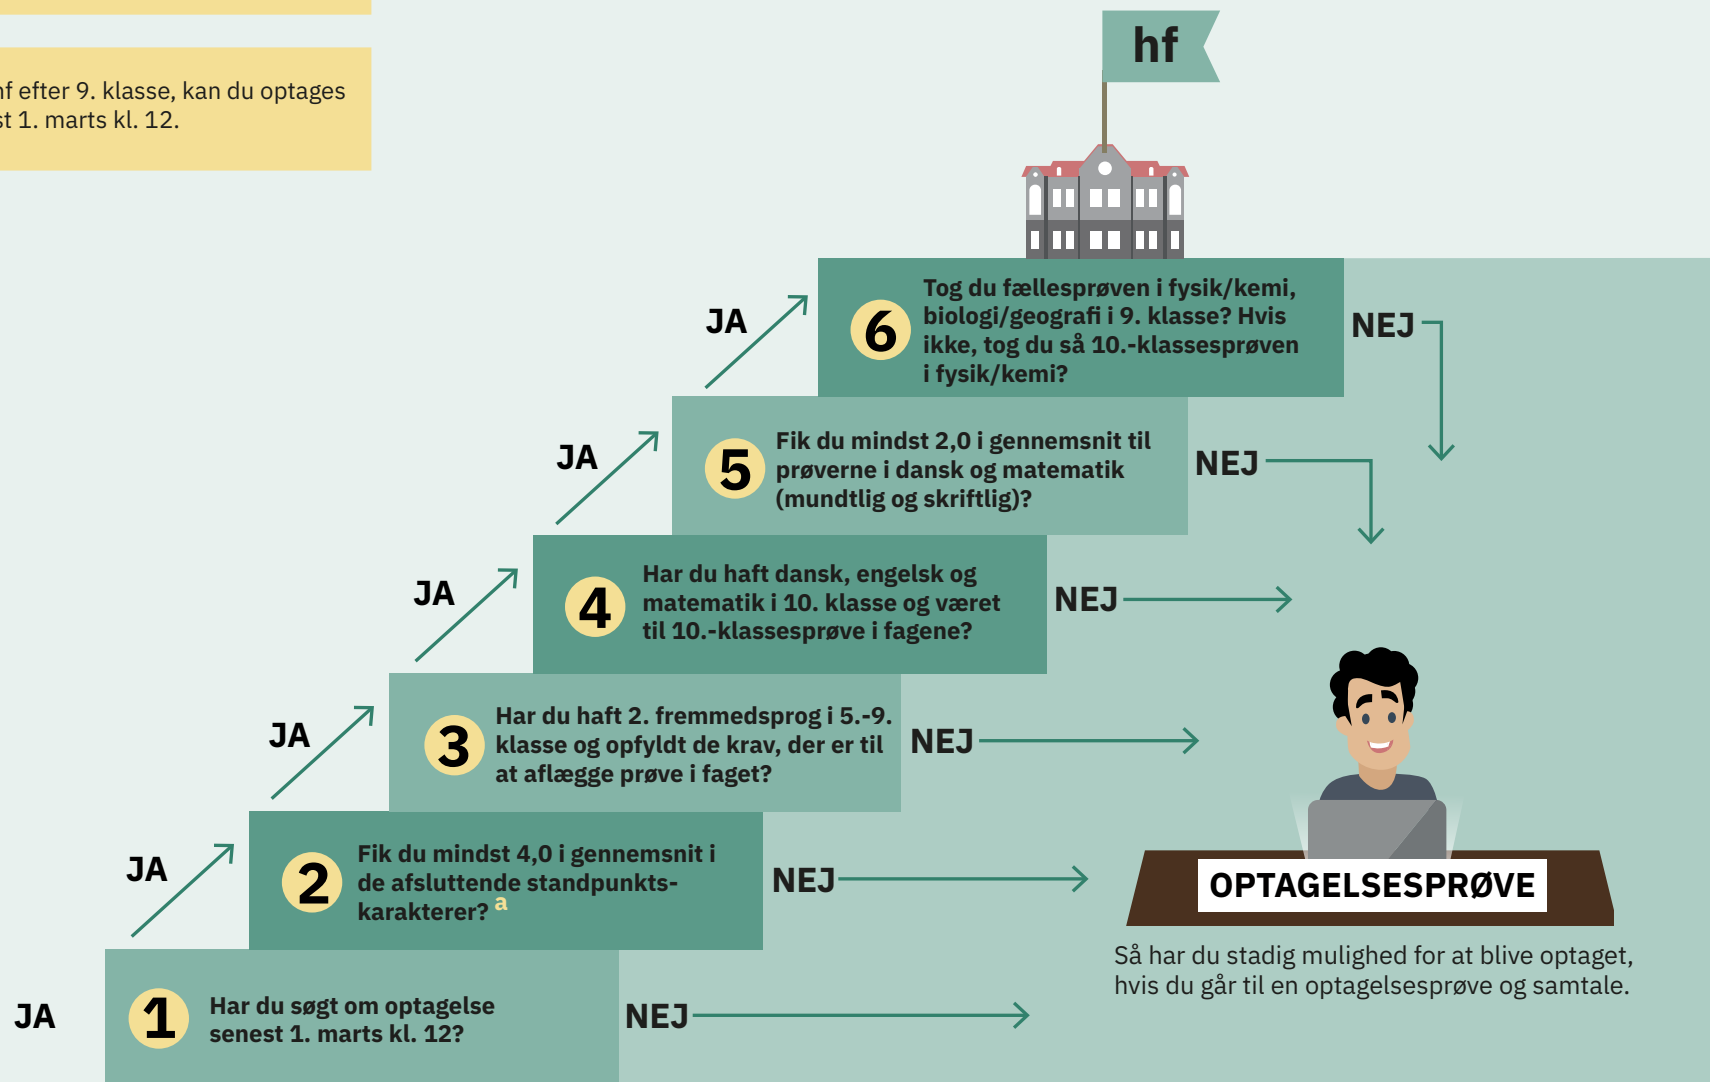 efter 9. klasse, kan du optages
1. marts kl. 12.
hf
JA
6
Tog du fællesprøven i fysik/kemi,
biologi/geografi i 9. klasse? Hvis
ikke, tog du så 10.-klassesprøven
i fysik/kemi?
NEJ
JA
5
Fik du mindst 2,0 i gennemsnit til
prøverne i dansk og matematik
(mundtlig og skriftlig)?
NEJ
JA
4
Har du haft dansk, engelsk og
matematik i 10. klasse og været
til 10.-klassesprøve i fagene?
NEJ
JA
3
Har du haft 2. fremmedsprog i 5.-9.
klasse og opfyldt de krav, der er til
at aflægge prøve i faget?
NEJ
JA
2
Fik du mindst 4,0 i gennemsnit i
de afsluttende standpunkts-
karakterer? a
NEJ
OPTAGELSESPRØVE
Så har du stadig mulighed for at blive optaget,
hvis du går til en optagelsesprøve og samtale.
JA
1
Har du søgt om optagelse
senest 1. marts kl. 12?
NEJ